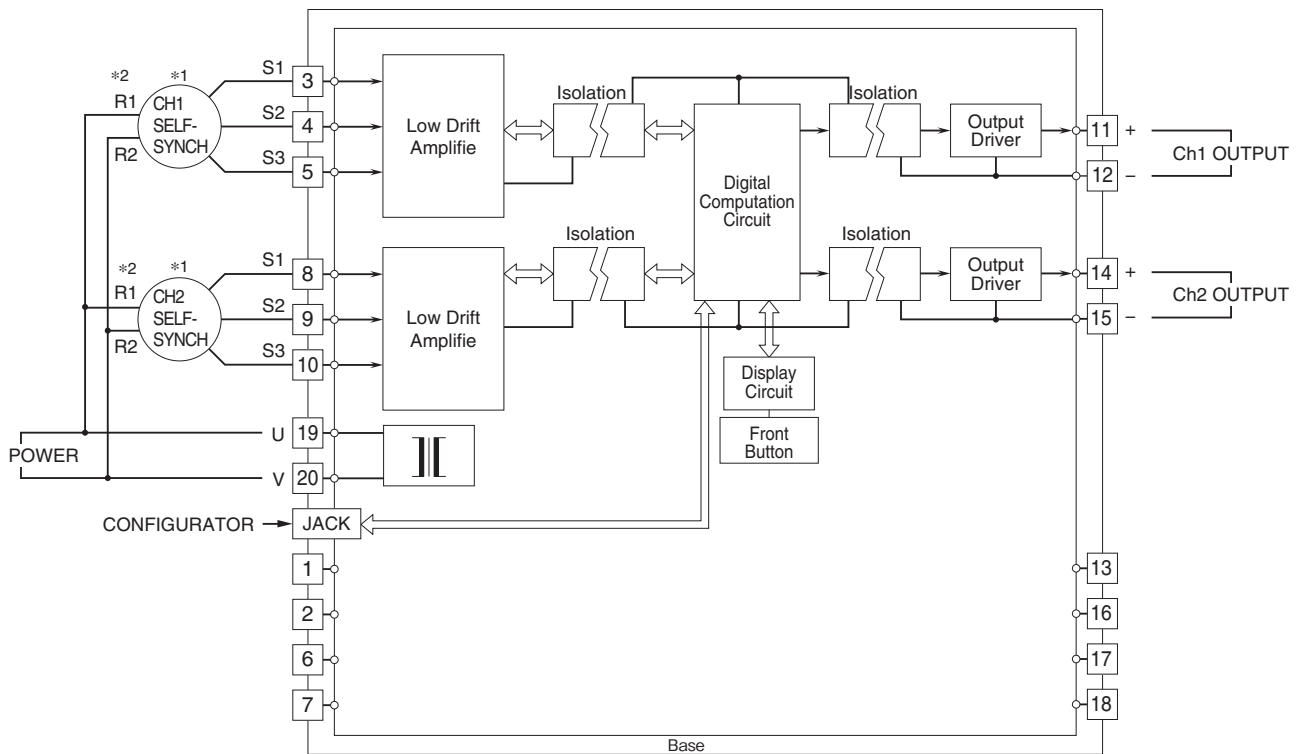 *2
*1
R1
CH1
SELF-
SYNCH
R2
S1
3
S2
4
S3
5
Low Drift
Amplifie
Isolation
Digital
Computation
Circuit
Isolation
Output
Driver
11 +
12 −
Ch1 OUTPUT
*2
*1
R1
CH2
SELF-
SYNCH
R2
S1
8
S2
9
S3
10
Low Drift
Amplifie
Isolation
Isolation
Output
Driver
14 +
15 −
Ch2 OUTPUT
Display
Circuit
Front
Button
POWER
U 19
V 20
CONFIGURATOR
JACK
1
2
6
7
13
16
17
18
Base